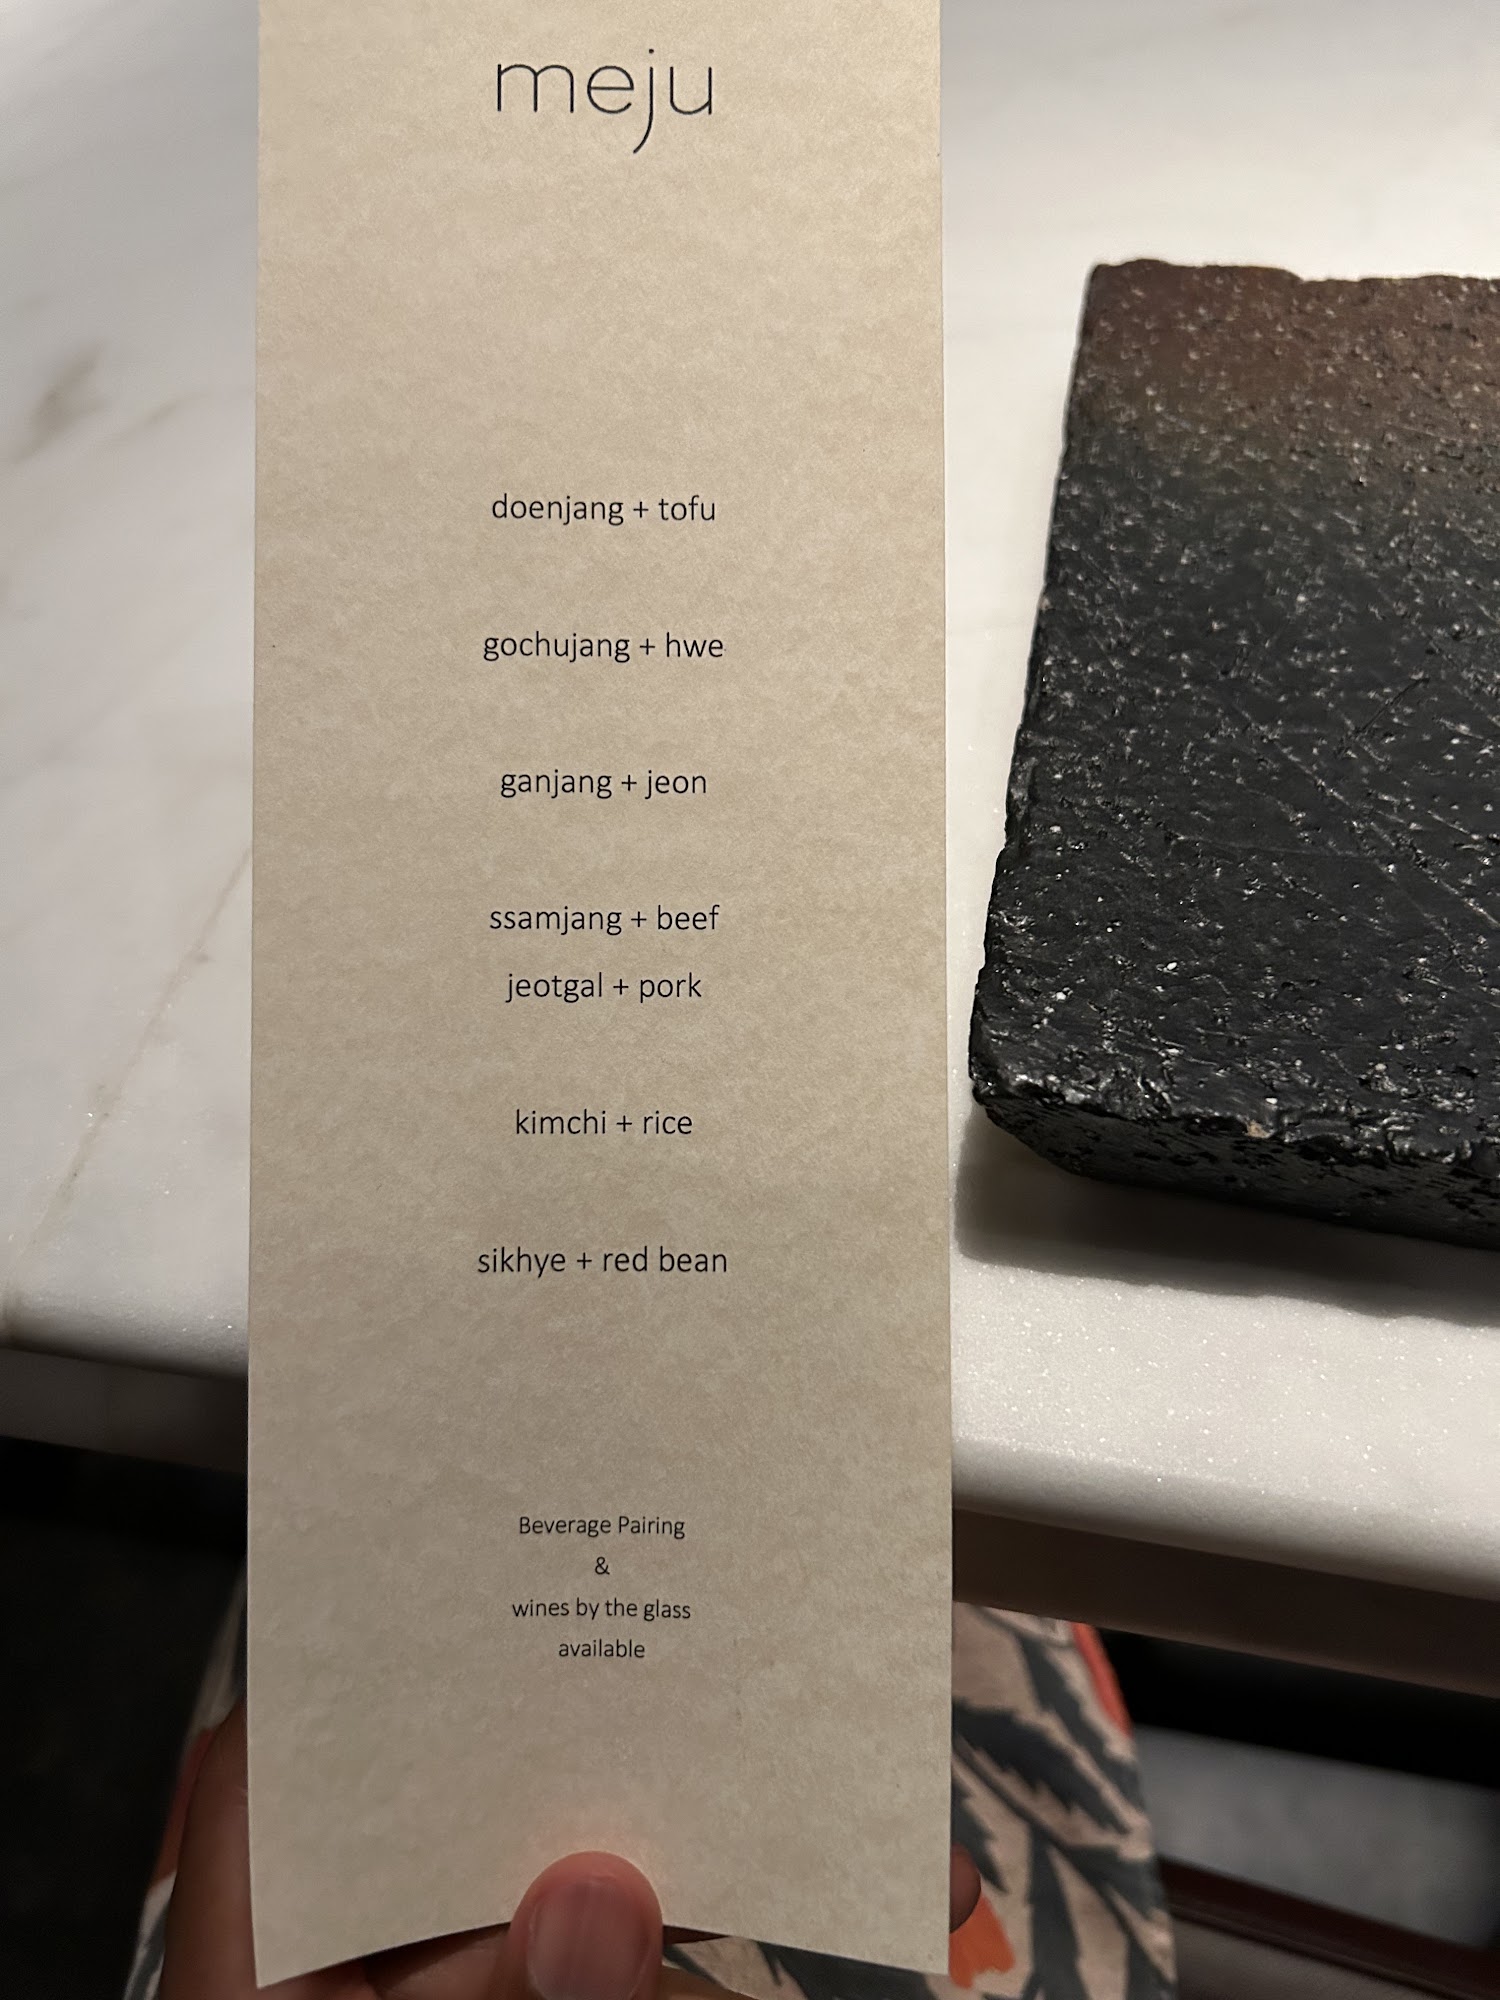 meju
doenjang + tofu
gochujang + hwe
ganjang + jeon
ssamjang + beef
jeotgal + pork
kimchi + rice
sikhye + red bean
Beverage Pairing
&
wines by the glass
available